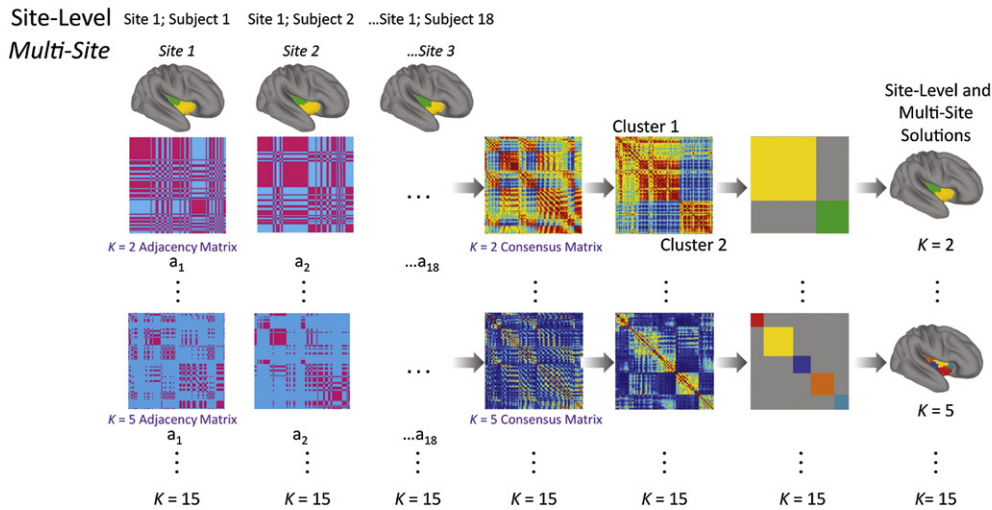 Site-Level Site 1; Subject 1 Site 1; Subject 2 ...Site 1; Subject 18
Multi-Site Site 1 Site 2 ...Site 3
Site-Level and
Multi-Site
Solutions
Cluster 1
...
Cluster 2
K = 2 Adjacency Matrix K = 2 Consensus Matrix K = 2
a1 a2 ...a18
...
K = 5 Adjacency Matrix K = 5 Consensus Matrix K = 5
a1 a2 ...a18
K = 15 K = 15 K = 15 K = 15 K = 15 K = 15 K= 15